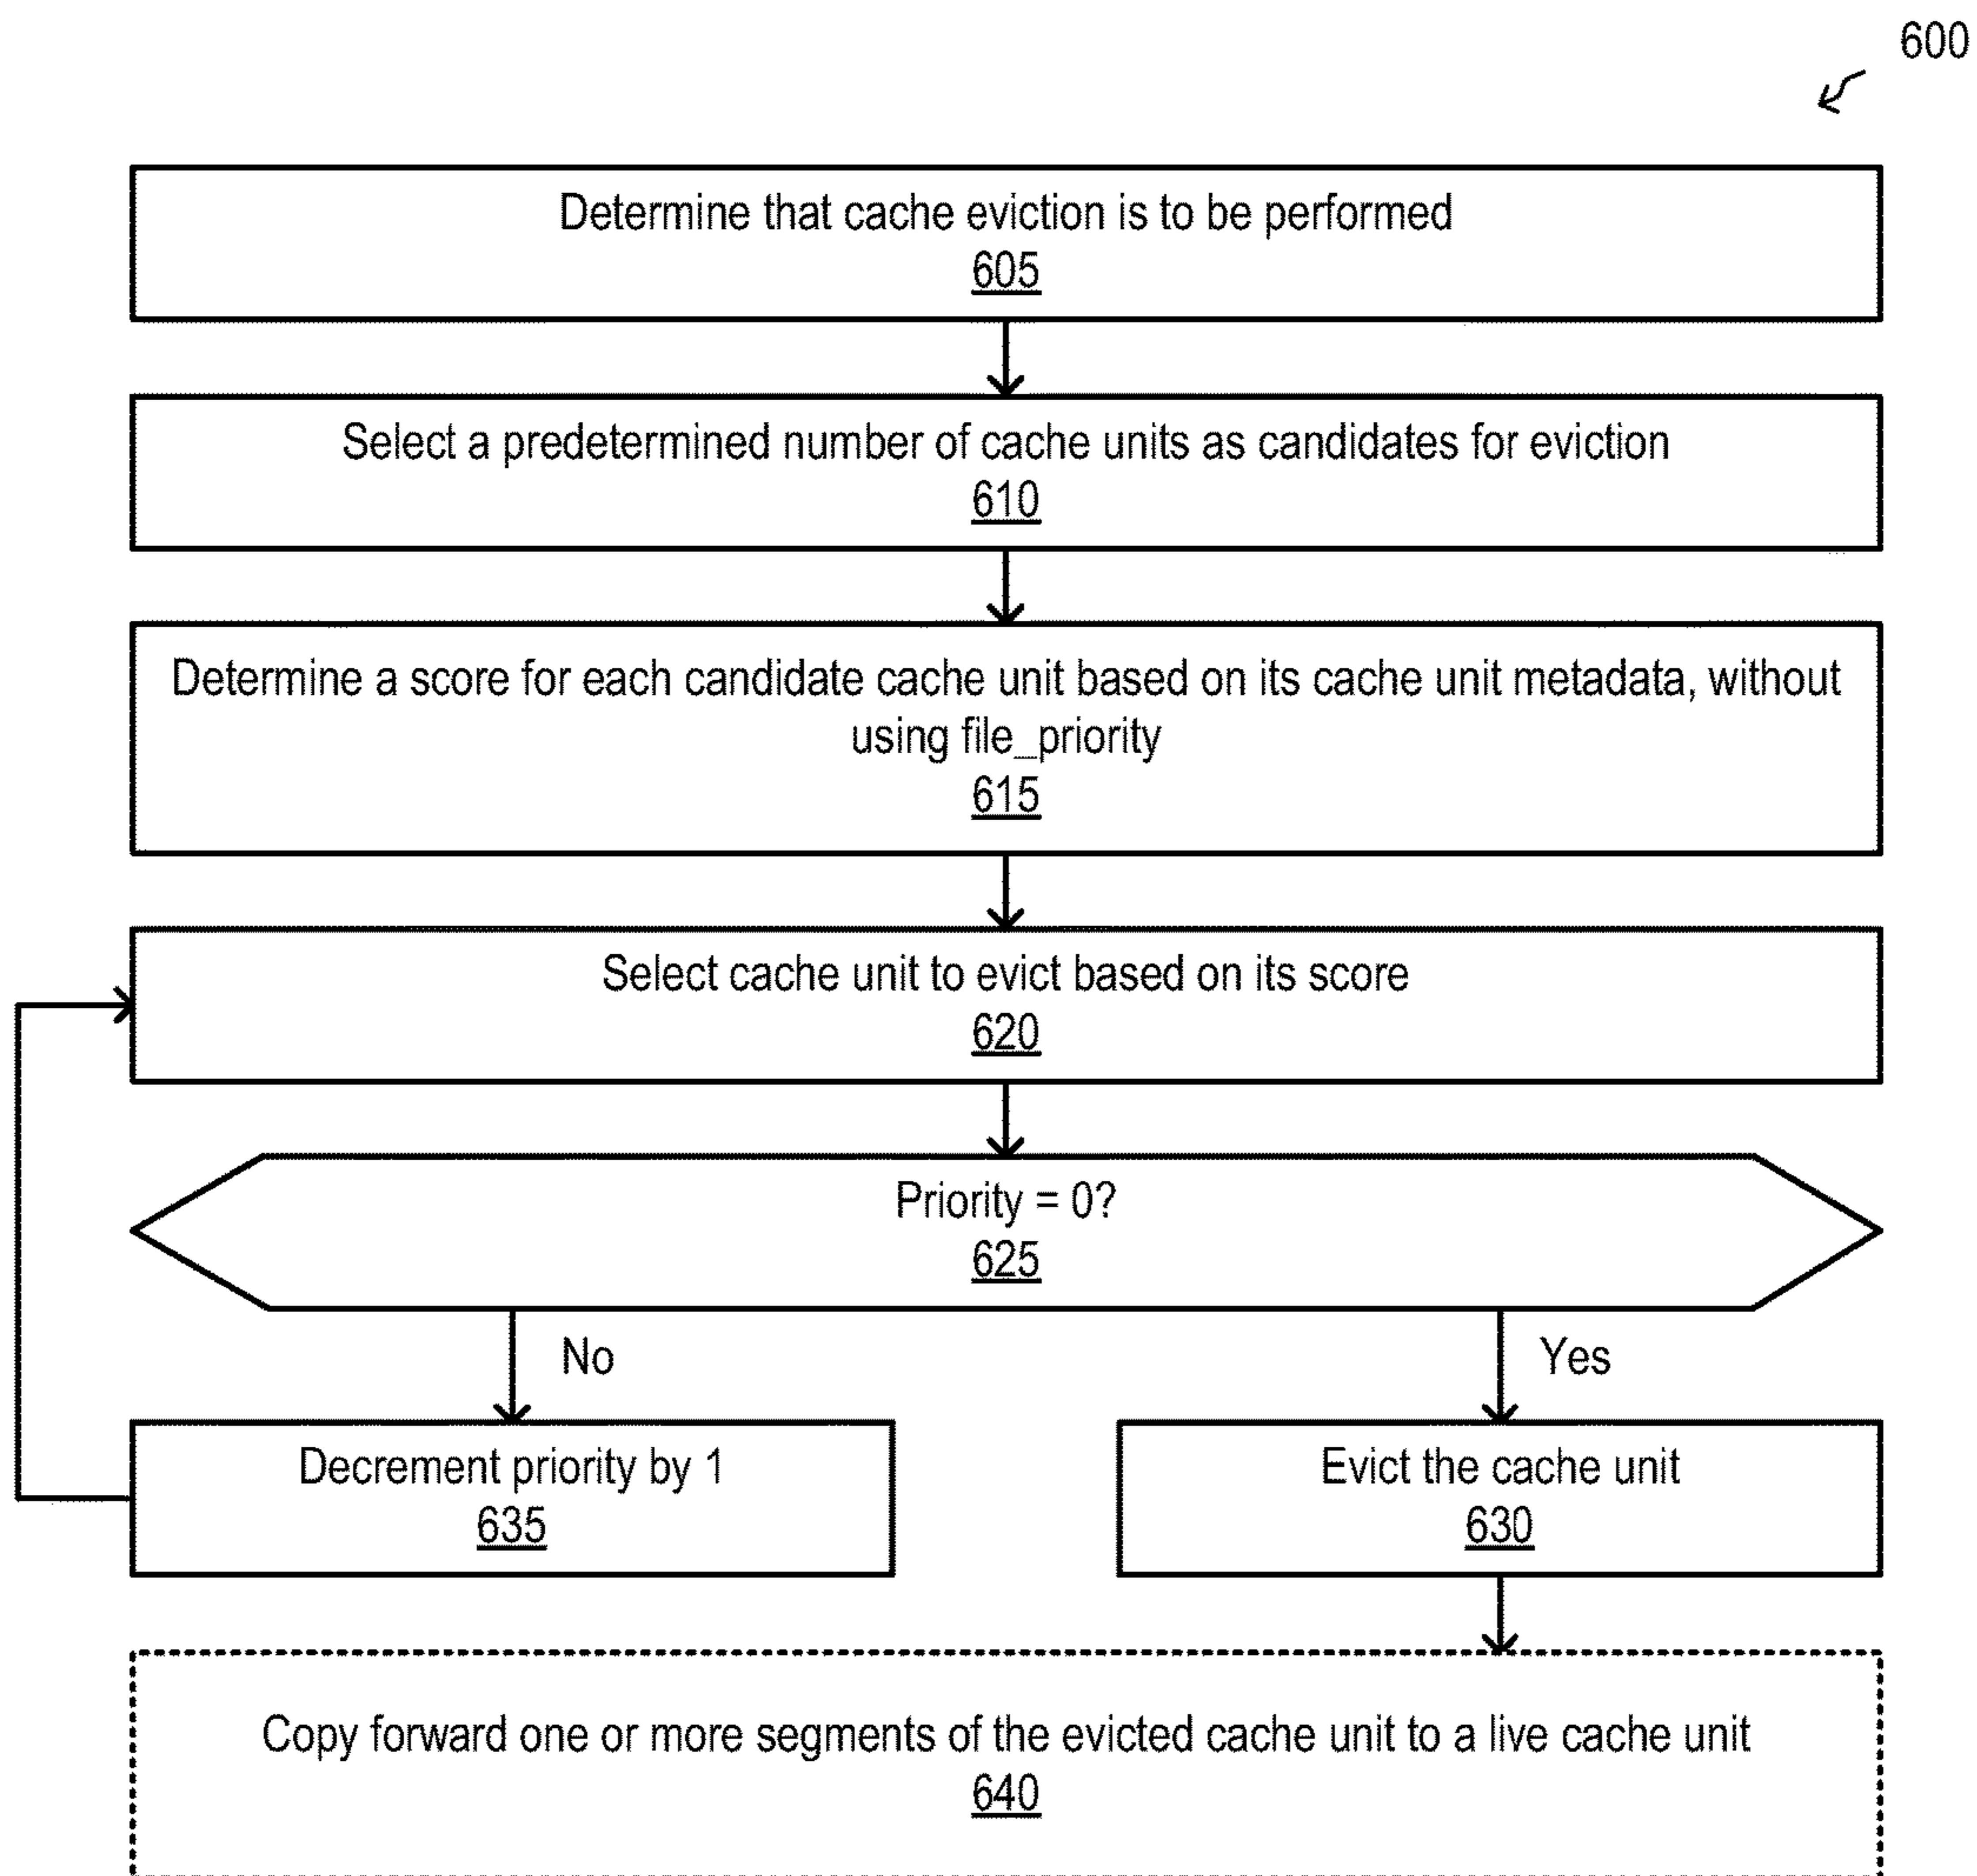 600
Determine that cache eviction is to be performed
605
Select a predetermined number of cache units as candidates for eviction
610
Determine a score for each candidate cache unit based on its cache unit metadata, without
using file_priority
615
Select cache unit to evict based on its score
620
Priority = 0?
625
No
Yes
Decrement priority by 1
635
Evict the cache unit
630
Copy forward one or more segments of the evicted cache unit to a live cache unit
640